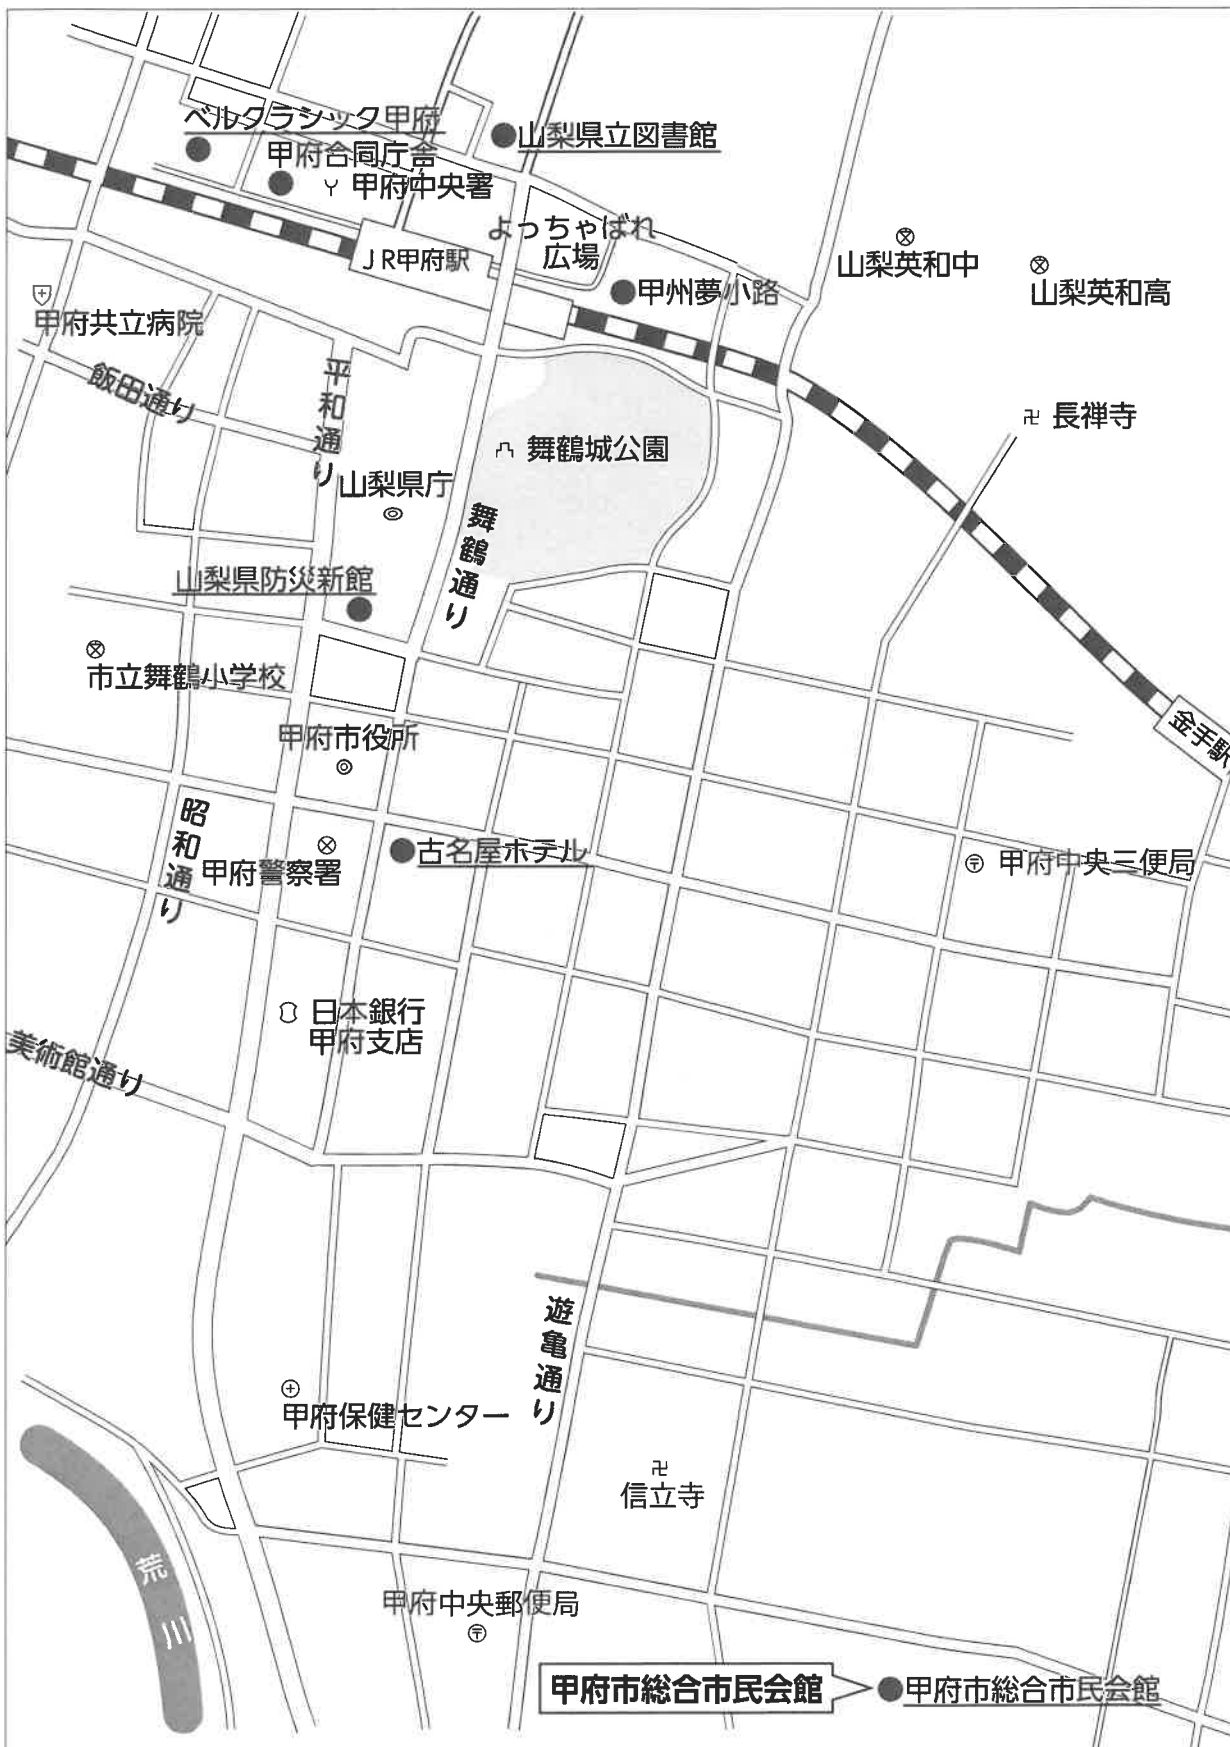 ベルクラシック甲府
山梨県立図書館
甲府合同庁舎
甲府中央署
よっちゃばれ
広場
JR甲府駅
甲州夢小路
山梨英和中
山梨英和高
甲府共立病院
飯田通り
平和通り
長禅寺
舞鶴城公園
山梨県庁
舞鶴通り
山梨県防災新館
市立舞鶴小学校
金手駅
甲府市役所
昭和通り
甲府警察署
古名屋ホテル
甲府中央三便局
日本銀行
甲府支店
美術館通り
遊亀通り
甲府保健センター
信立寺
荒川
甲府中央郵便局
甲府市総合市民会館
甲府市総合市民会館